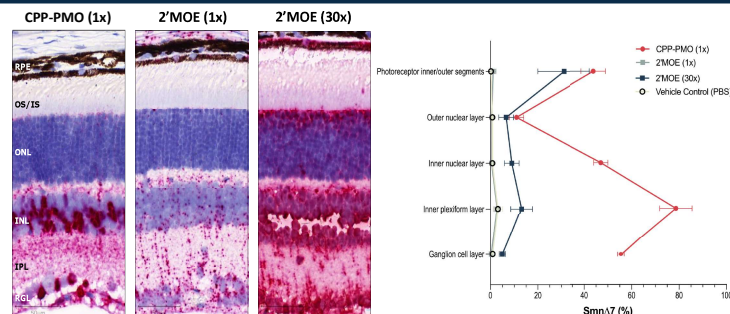 CPP-PMO (1x)
2'MOE (1x)
2'MOE (30x)
RPE
OS/IS
ONL
INL
IPL
RGL
CPP-PMO (1x)
2'MOE (1x)
2'MOE (30x)
Vehicle Control (PBS)
Photoreceptor inner/outer segments
Outer nuclear layer
Inner nuclear layer
Inner plexiform layer
Ganglion cell layer
0 20 40 60 80 100
SmnΔ7 (%)